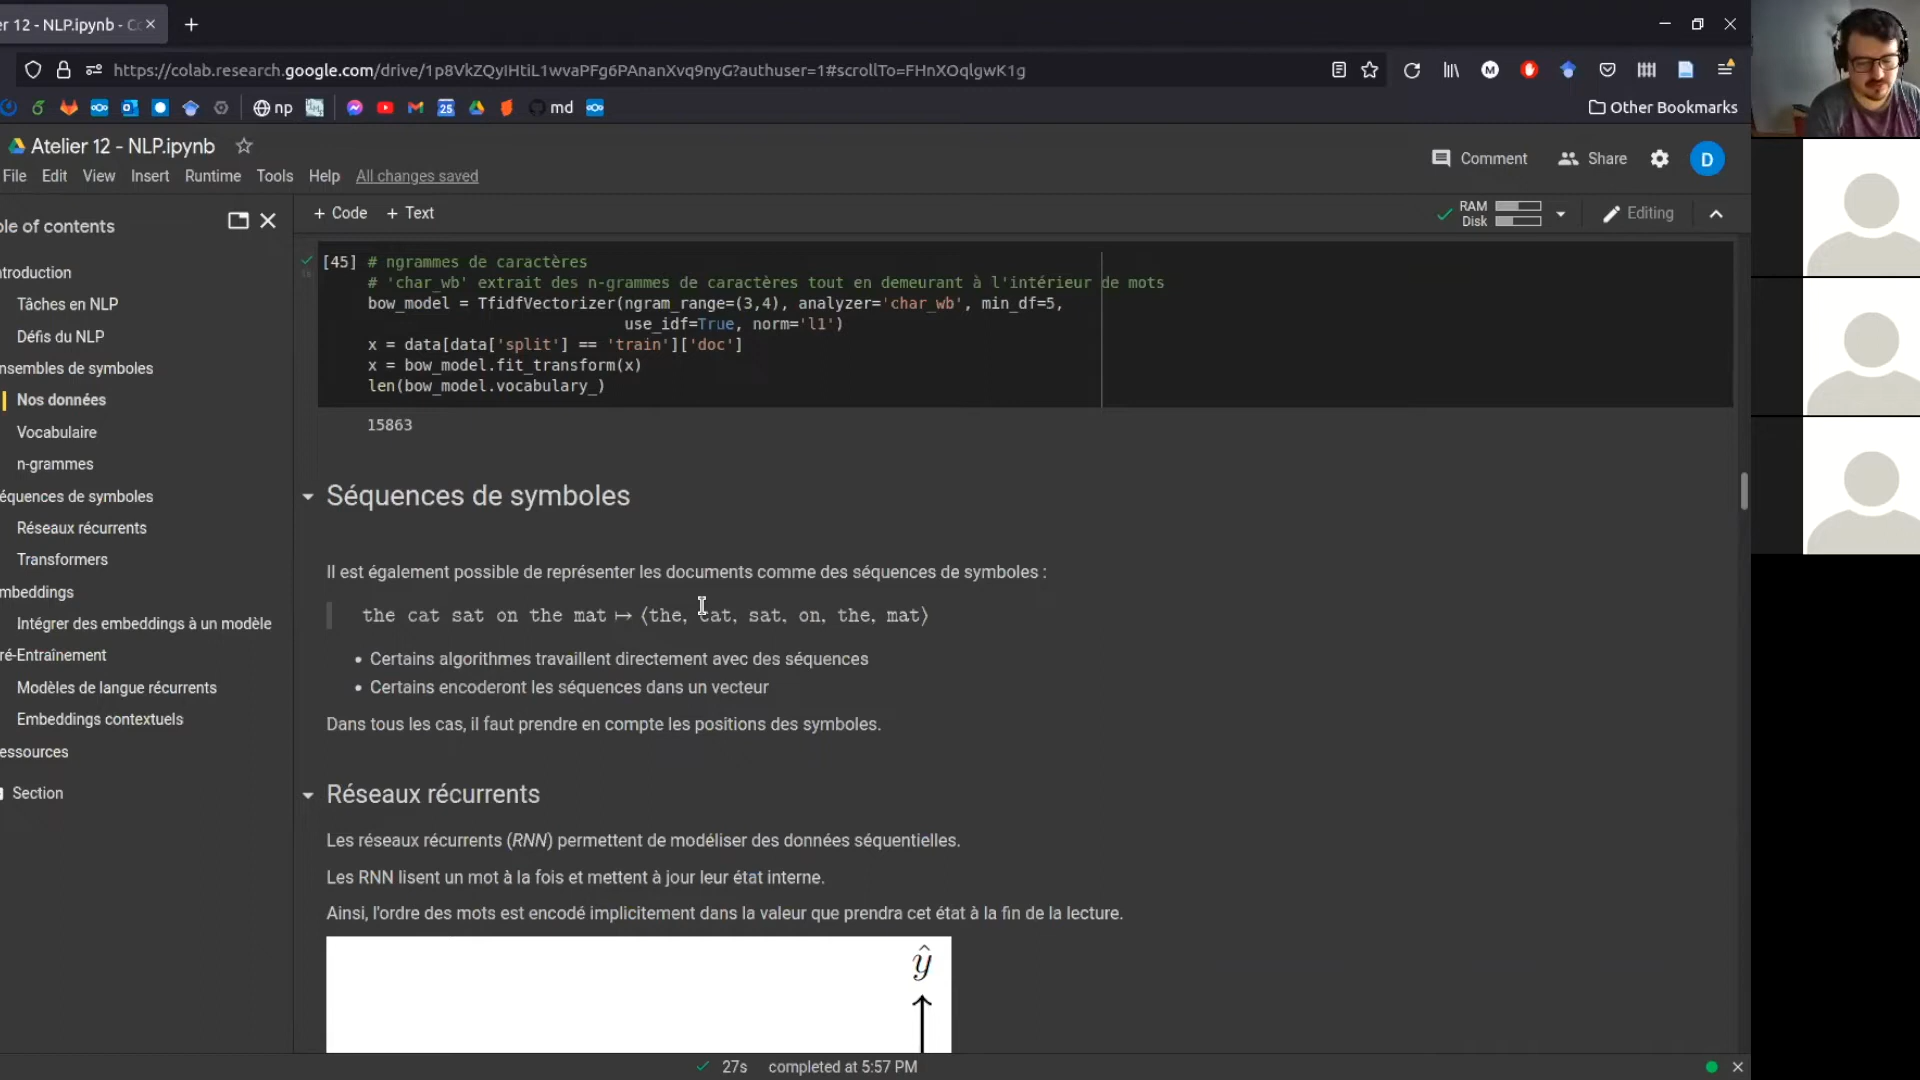 er 12 - NLP.ipynb - C
https://colab.research.google.com/drive/1p8VkZQyIHtiL1wvaPFg6PAnanXvq9nyG?authuser=1#scrollTo=FHnXOqlgwK1g
np
25
md
Other Bookmarks
Atelier 12 - NLP.ipynb
Comment
Share
D
File Edit View Insert Runtime Tools Help All changes saved
ble of contents
+ Code + Text
RAM
Disk
Editing
ntroduction
Tâches en NLP
Défis du NLP
nsembles de symboles
Nos données
Vocabulaire
n-grammes
équences de symboles
Réseaux récurrents
Transformers
mbeddings
Intégrer des embeddings à un modèle
ré-Entraînement
Modèles de langue récurrents
Embeddings contextuels
essources
Section
[45] # ngrammes de caractères
# 'char_wb' extrait des n-grammes de caractères tout en demeurant à l'intérieur de mots
bow_model = TfidfVectorizer(ngram_range=(3,4), analyzer='char_wb', min_df=5,
use_idf=True, norm='l1')
x = data[data['split'] == 'train']['doc']
x = bow_model.fit_transform(x)
len(bow_model.vocabulary_)
15863
Séquences de symboles
Il est également possible de représenter les documents comme des séquences de symboles :
the cat sat on the mat ↦ ⟨the, cat, sat, on, the, mat⟩
• Certains algorithmes travaillent directement avec des séquences
• Certains encoderont les séquences dans un vecteur
Dans tous les cas, il faut prendre en compte les positions des symboles.
Réseaux récurrents
Les réseaux récurrents (RNN) permettent de modéliser des données séquentielles.
Les RNN lisent un mot à la fois et mettent à jour leur état interne.
Ainsi, l'ordre des mots est encodé implicitement dans la valeur que prendra cet état à la fin de la lecture.
ŷ
27s completed at 5:57 PM